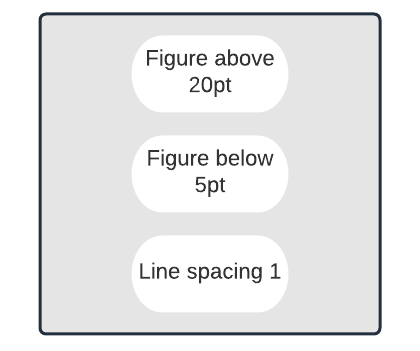 Figure above
20pt
Figure below
5pt
Line spacing 1